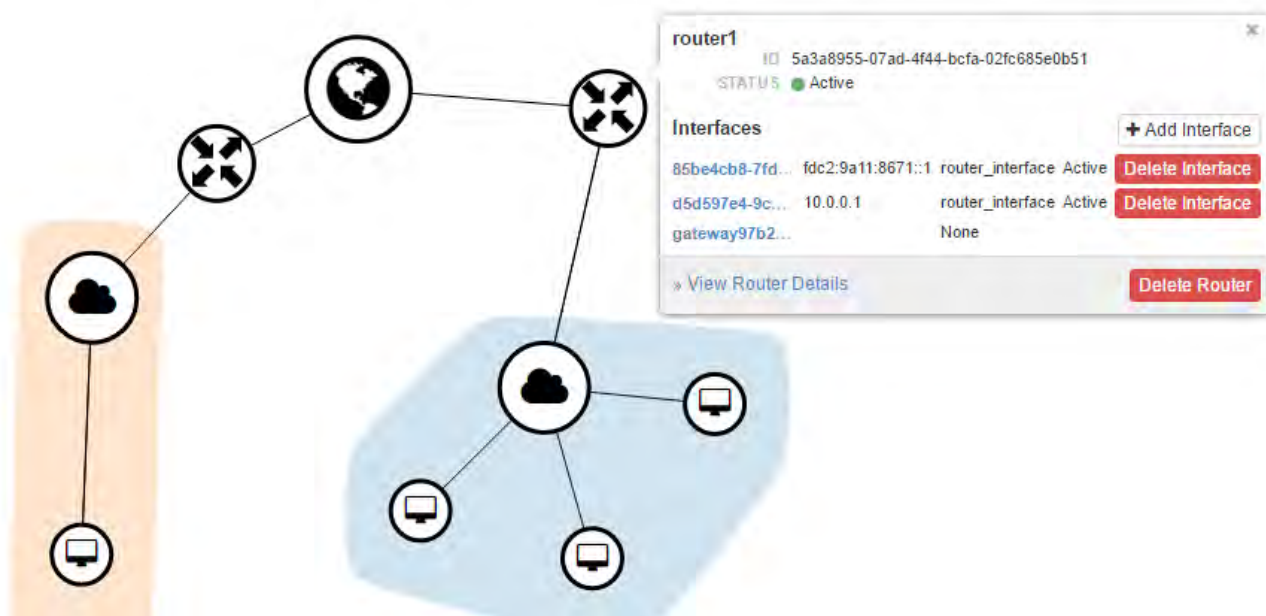 router1
ID 5a3a8955-07ad-4f44-bcfa-02fc685e0b51
STATUS Active
Interfaces + Add Interface
85be4cb8-7fd... fdc2:9a11:8671::1 router_interface Active Delete Interface
d5d597e4-9c... 10.0.0.1 router_interface Active Delete Interface
gateway97b2... None
» View Router Details Delete Router